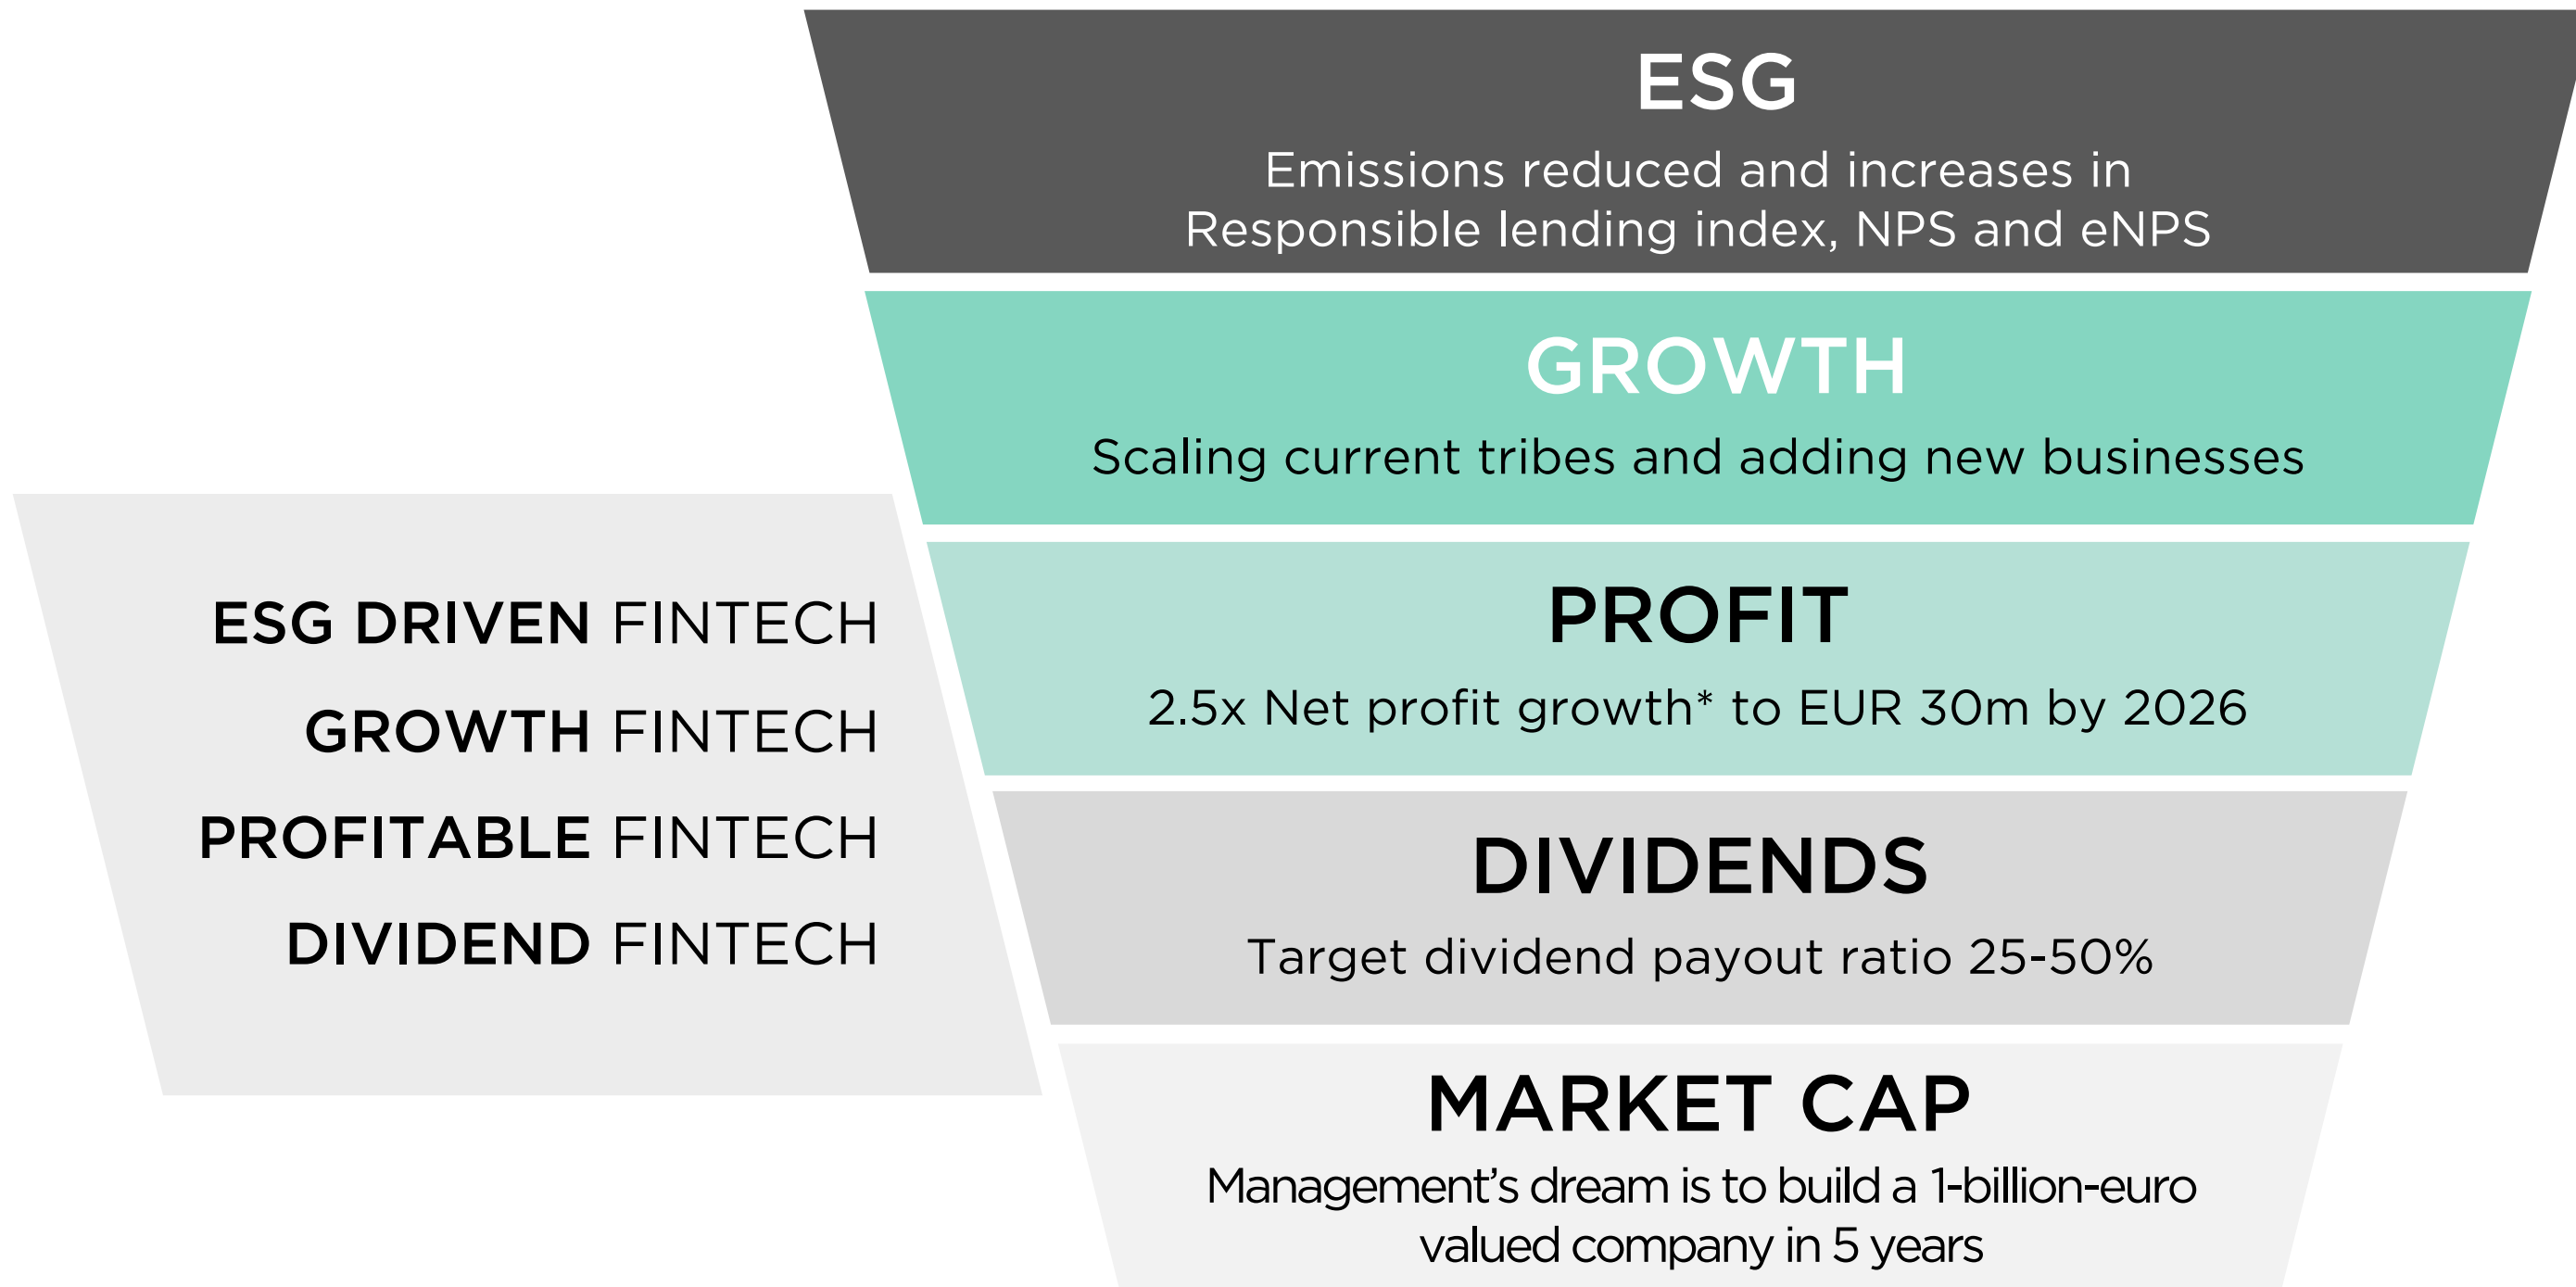 ESG
Emissions reduced and increases in
Responsible lending index, NPS and eNPS
GROWTH
Scaling current tribes and adding new businesses
ESG DRIVEN FINTECH
GROWTH FINTECH
PROFITABLE FINTECH
DIVIDEND FINTECH
PROFIT
2.5x Net profit growth* to EUR 30m by 2026
DIVIDENDS
Target dividend payout ratio 25-50%
MARKET CAP
Management’s dream is to build a 1-billion-euro
valued company in 5 years